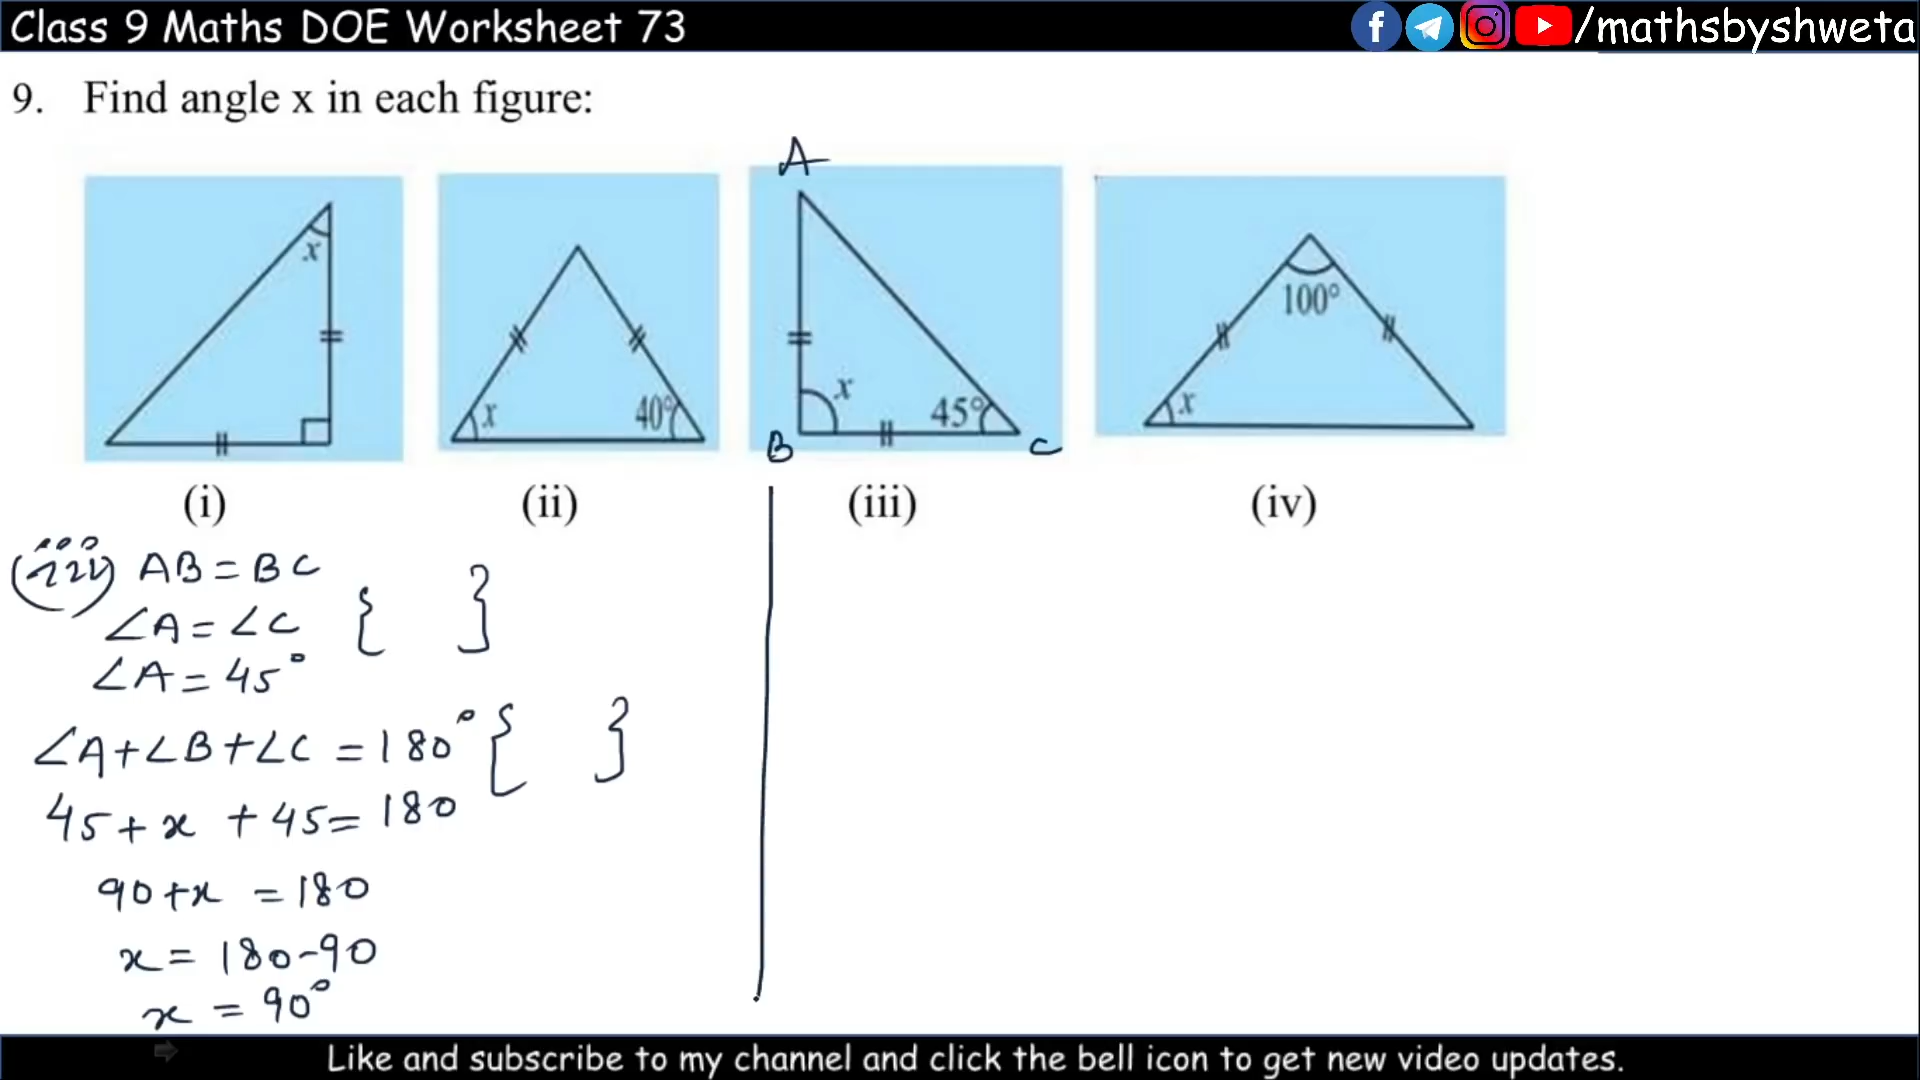 Class 9 Maths DOE Worksheet 73
/mathsbyshweta
9. Find angle x in each figure:
A
x
x
40°
x
45°
B
C
100°
x
(i)
(ii)
(iii)
(iv)
(iii) AB = BC
∠A = ∠C { }
∠A = 45°
∠A+∠B+∠C = 180° { }
45+x +45= 180
90+x = 180
x = 180-90
x = 90°
Like and subscribe to my channel and click the bell icon to get new video updates.